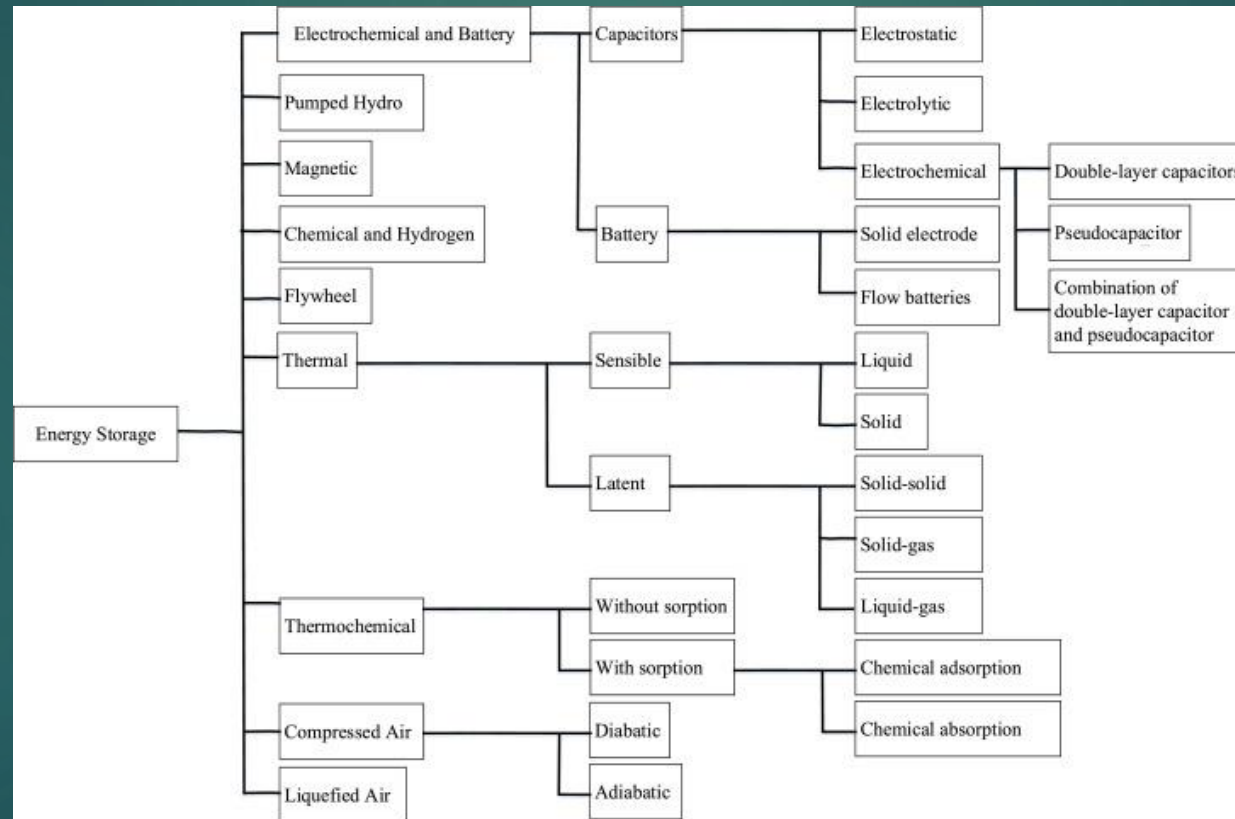 Electrochemical and Battery
Capacitors
Electrostatic
Pumped Hydro
Electrolytic
Magnetic
Electrochemical
Double-layer capacitors
Chemical and Hydrogen
Battery
Solid electrode
Pseudocapacitor
Flywheel
Flow batteries
Combination of
double-layer capacitor
and pseudocapacitor
Thermal
Sensible
Liquid
Solid
Energy Storage
Latent
Solid-solid
Solid-gas
Liquid-gas
Thermochemical
Without sorption
With sorption
Chemical adsorption
Chemical absorption
Compressed Air
Diabatic
Liquefied Air
Adiabatic